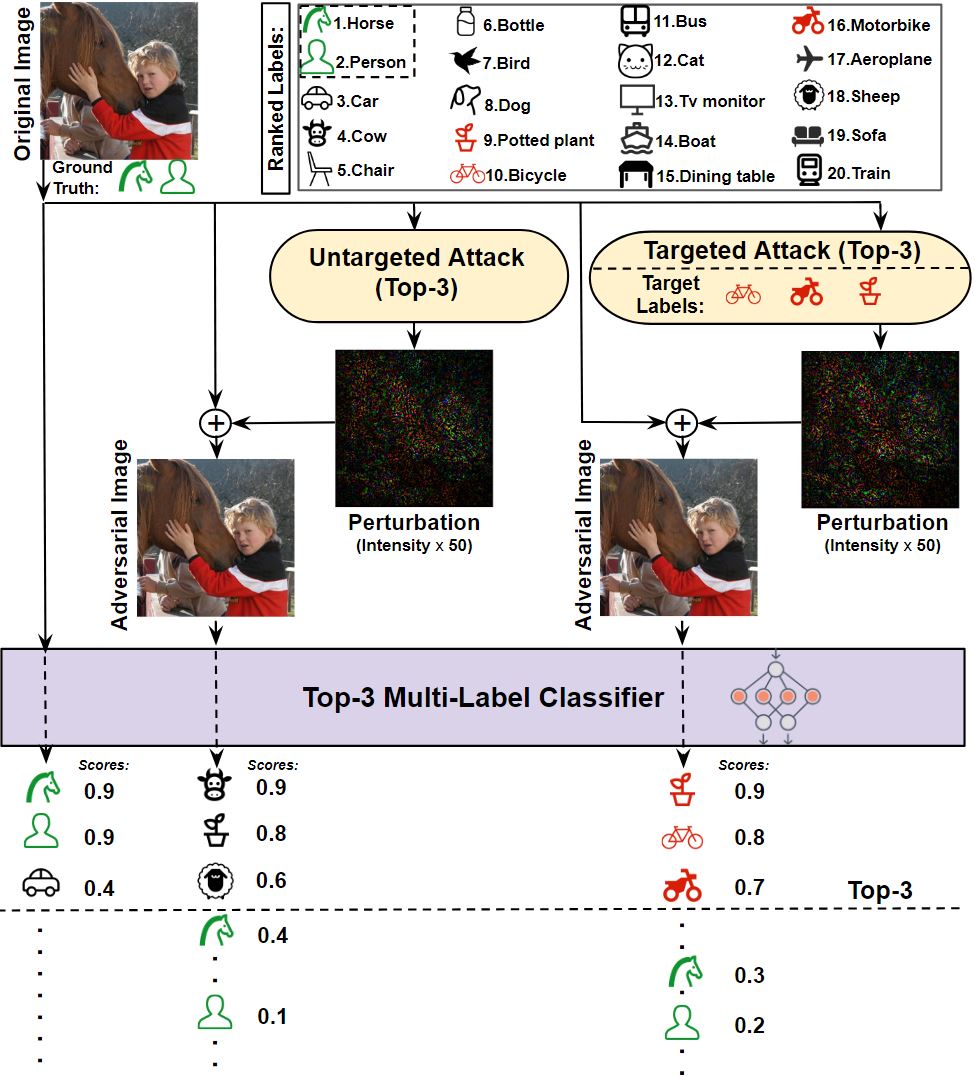 Original Image
Ground
Truth:
Ranked Labels:
1.Horse
2.Person
3.Car
4.Cow
5.Chair
6.Bottle
7.Bird
8.Dog
9.Potted plant
10.Bicycle
11.Bus
12.Cat
13.Tv monitor
14.Boat
15.Dining table
16.Motorbike
17.Aeroplane
18.Sheep
19.Sofa
20.Train
Untargeted Attack
(Top-3)
Targeted Attack (Top-3)
Target
Labels:
+
+
Adversarial Image
Perturbation
(Intensity x 50)
Adversarial Image
Perturbation
(Intensity x 50)
Top-3 Multi-Label Classifier
Scores:
0.9
0.9
0.4
Scores:
0.9
0.8
0.6
0.4
0.1
Scores:
0.9
0.8
0.7
Top-3
0.3
0.2